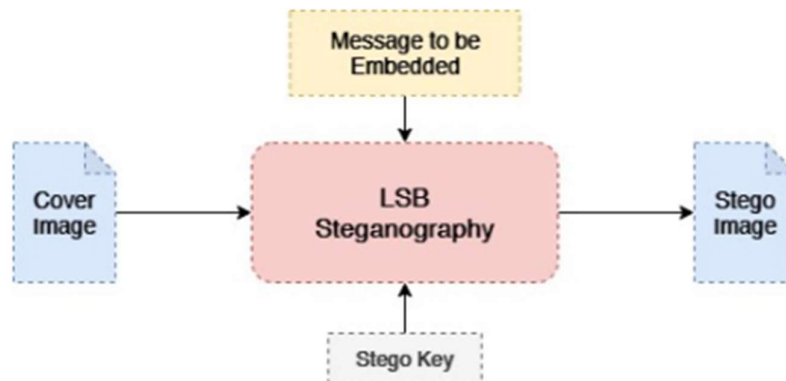 Message to be
Embedded
Cover
Image
LSB
Steganography
Stego
Image
Stego Key